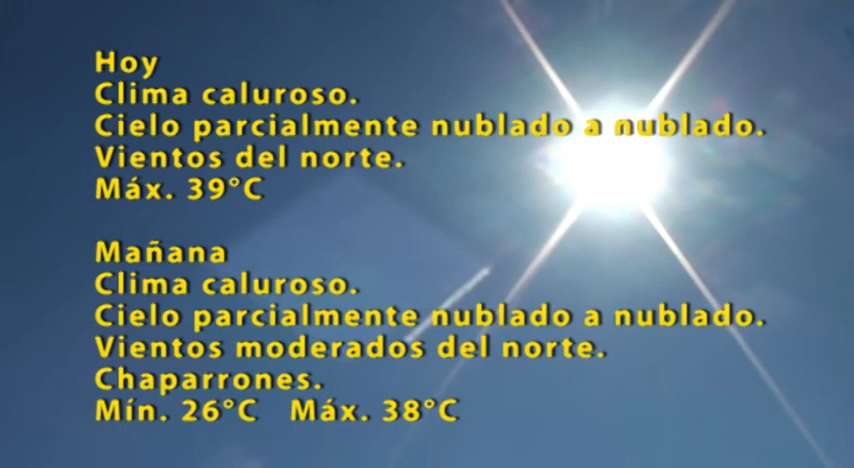 Hoy
Clima caluroso.
Cielo parcialmente nublado a nublado.
Vientos del norte.
Máx. 39°C
Mañana
Clima caluroso.
Cielo parcialmente nublado a nublado.
Vientos moderados del norte.
Chaparrones.
Mín. 26°C Máx. 38°C